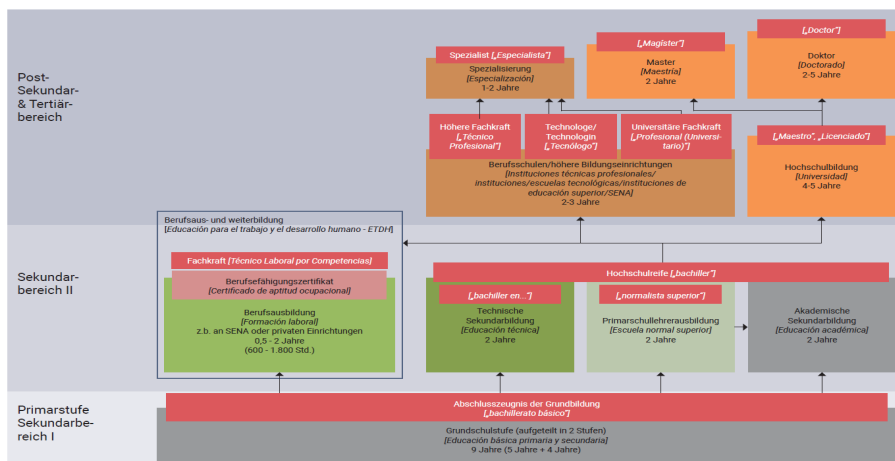 Post-
Sekundar-
& Tertiär-
bereich
Spezialist [„Especialista"]
Spezialisierung
[Especialización]
1-2 Jahre
[„Magíster"]
Master
[Maestría]
2 Jahre
[„Doctor"]
Doktor
[Doctorado]
2-5 Jahre
Höhere Fachkraft
[„Técnico
Profesional"]
Technologe/
Technologin
[„Tecnólogo"]
Universitäre Fachkraft
[„Profesional (Universi-
tario)"]
Berufsschulen/höhere Bildungseinrichtungen
[Instituciones técnicas profesionales/
instituciones/escuelas tecnológicas/instituciones de
educación superior/SENA]
2-3 Jahre
[„Maestro", „Licenciado"]
Hochschulbildung
[Universidad]
4-5 Jahre
Berufsaus- und weiterbildung
[Educación para el trabajo y el desarrollo humano - ETDH]
Sekundar-
bereich II
Fachkraft [Técnico Laboral por Competencias]
Berufsefähigungszertifikat
[Certificado de aptitud ocupacional]
Berufsausbildung
[Formación laboral]
z.b. an SENA oder privaten Einrichtungen
0,5 - 2 Jahre
(600 - 1.800 Std.)
Hochschulreife [„bachiller"]
[„bachiller en..."]
Technische
Sekundarbildung
[Educación técnica]
2 Jahre
[„normalista superior"]
Primarschullehrerausbildung
[Escuela normal superior]
2 Jahre
Akademische
Sekundarbildung
[Educación académica]
2 Jahre
Primarstufe
Sekundarbe-
reich I
Abschlusszeugnis der Grundbildung
[„bachillerato básico"]
Grundschulstufe (aufgeteilt in 2 Stufen)
[Educación básica primaria y secundaria]
9 Jahre (5 Jahre + 4 Jahre)